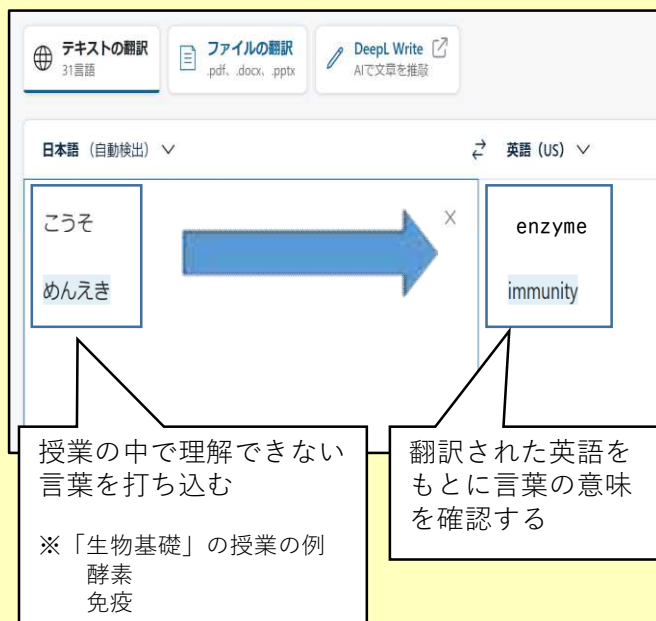 テキストの翻訳
31言語
ファイルの翻訳
.pdf、.docx、.pptx
DeepL Write
AIで文章を推敲
日本語（自動検出）
英語 (US)
こうそ
めんえき
X
enzyme
immunity
授業の中で理解できない
言葉を打ち込む
※「生物基礎」の授業の例
酵素
免疫
翻訳された英語を
もとに言葉の意味
を確認する